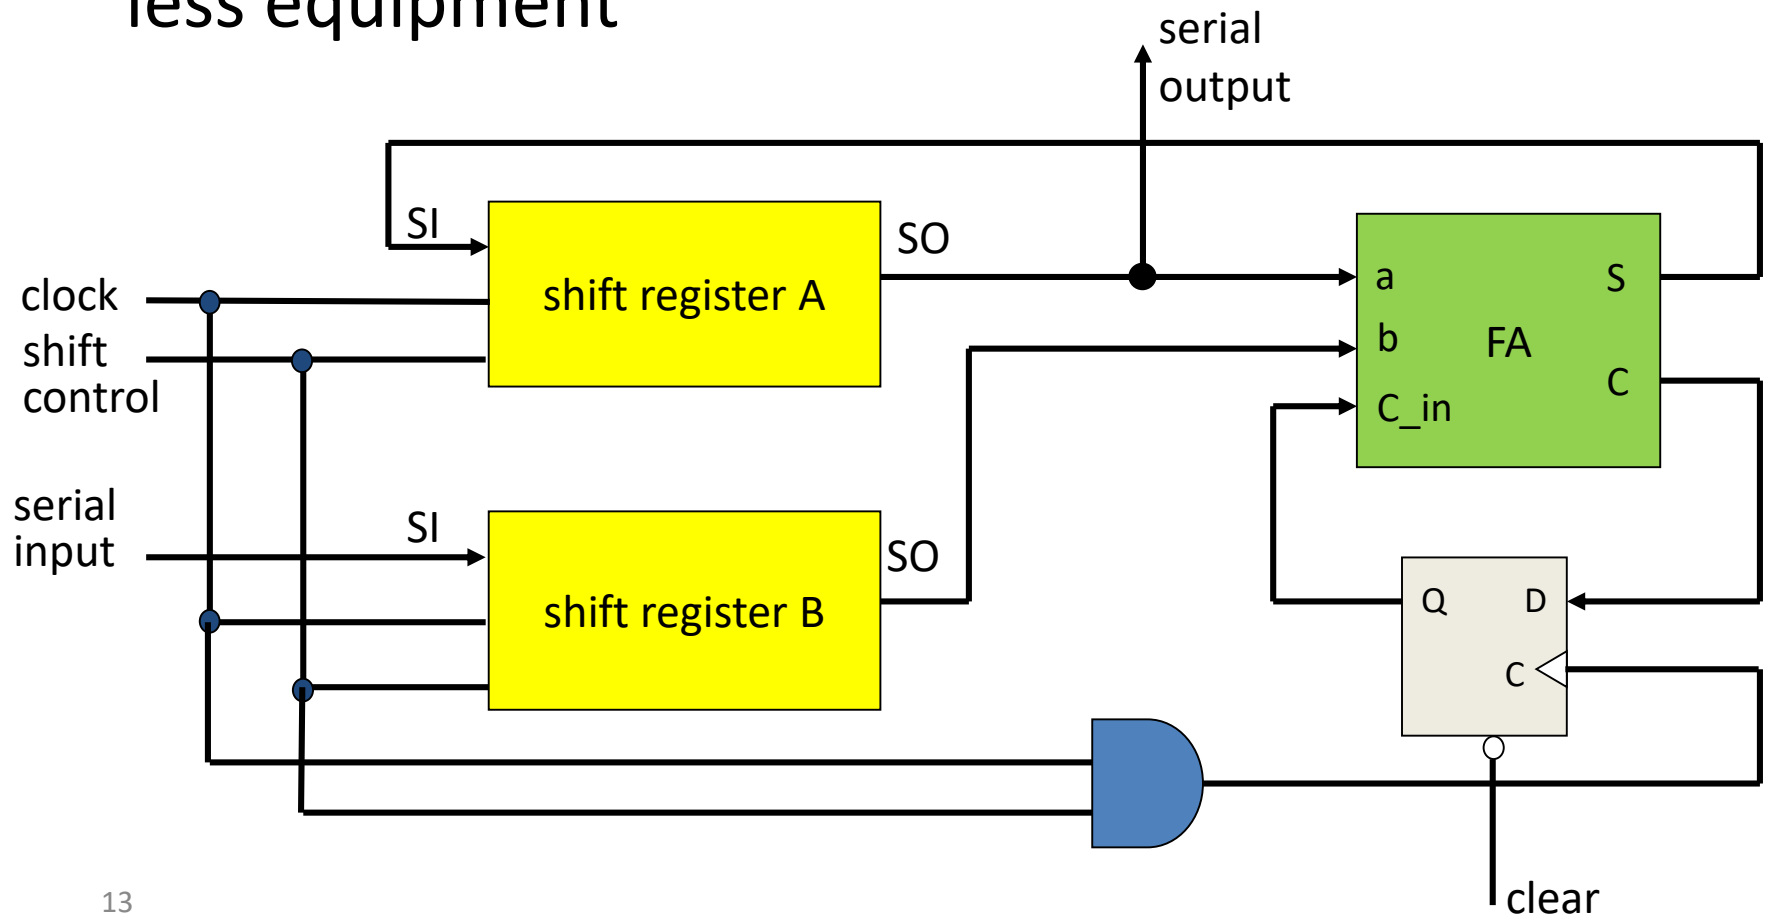 less equipment
serial
output
SI
SO
clock
shift register A
a
S
shift
control
b
FA
C
C_in
serial
input
SI
SO
shift register B
Q
D
C
13
clear